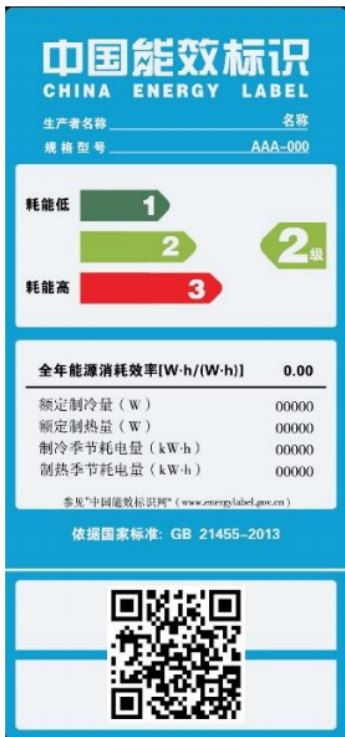 中国能效标识
CHINA ENERGY LABEL
生产者名称 名称
规格型号 AAA-000
耗能低 1
2 2级
耗能高 3
全年能源消耗效率[W·h/(W·h)] 0.00
额定制冷量（W） 00000
额定制热量（W） 00000
制冷季节耗电量（kW·h） 00000
制热季节耗电量（kW·h） 00000
参见"中国能效标识网"（www.energylabel.gov.cn）
依据国家标准: GB 21455-2013